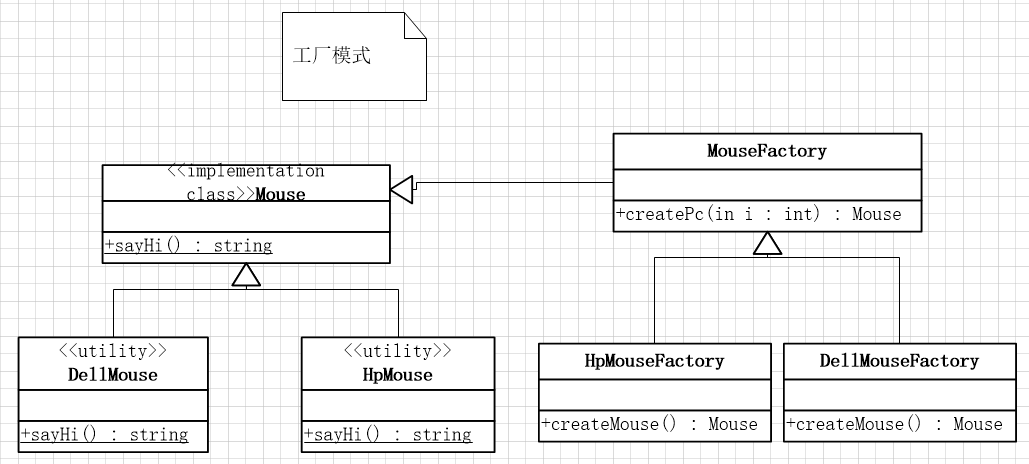 工厂模式
<<implementation
class>>Mouse
+sayHi() : string
MouseFactory
+createPc(in i : int) : Mouse
<<utility>>
DellMouse
+sayHi() : string
<<utility>>
HpMouse
+sayHi() : string
HpMouseFactory
+createMouse() : Mouse
DellMouseFactory
+createMouse() : Mouse